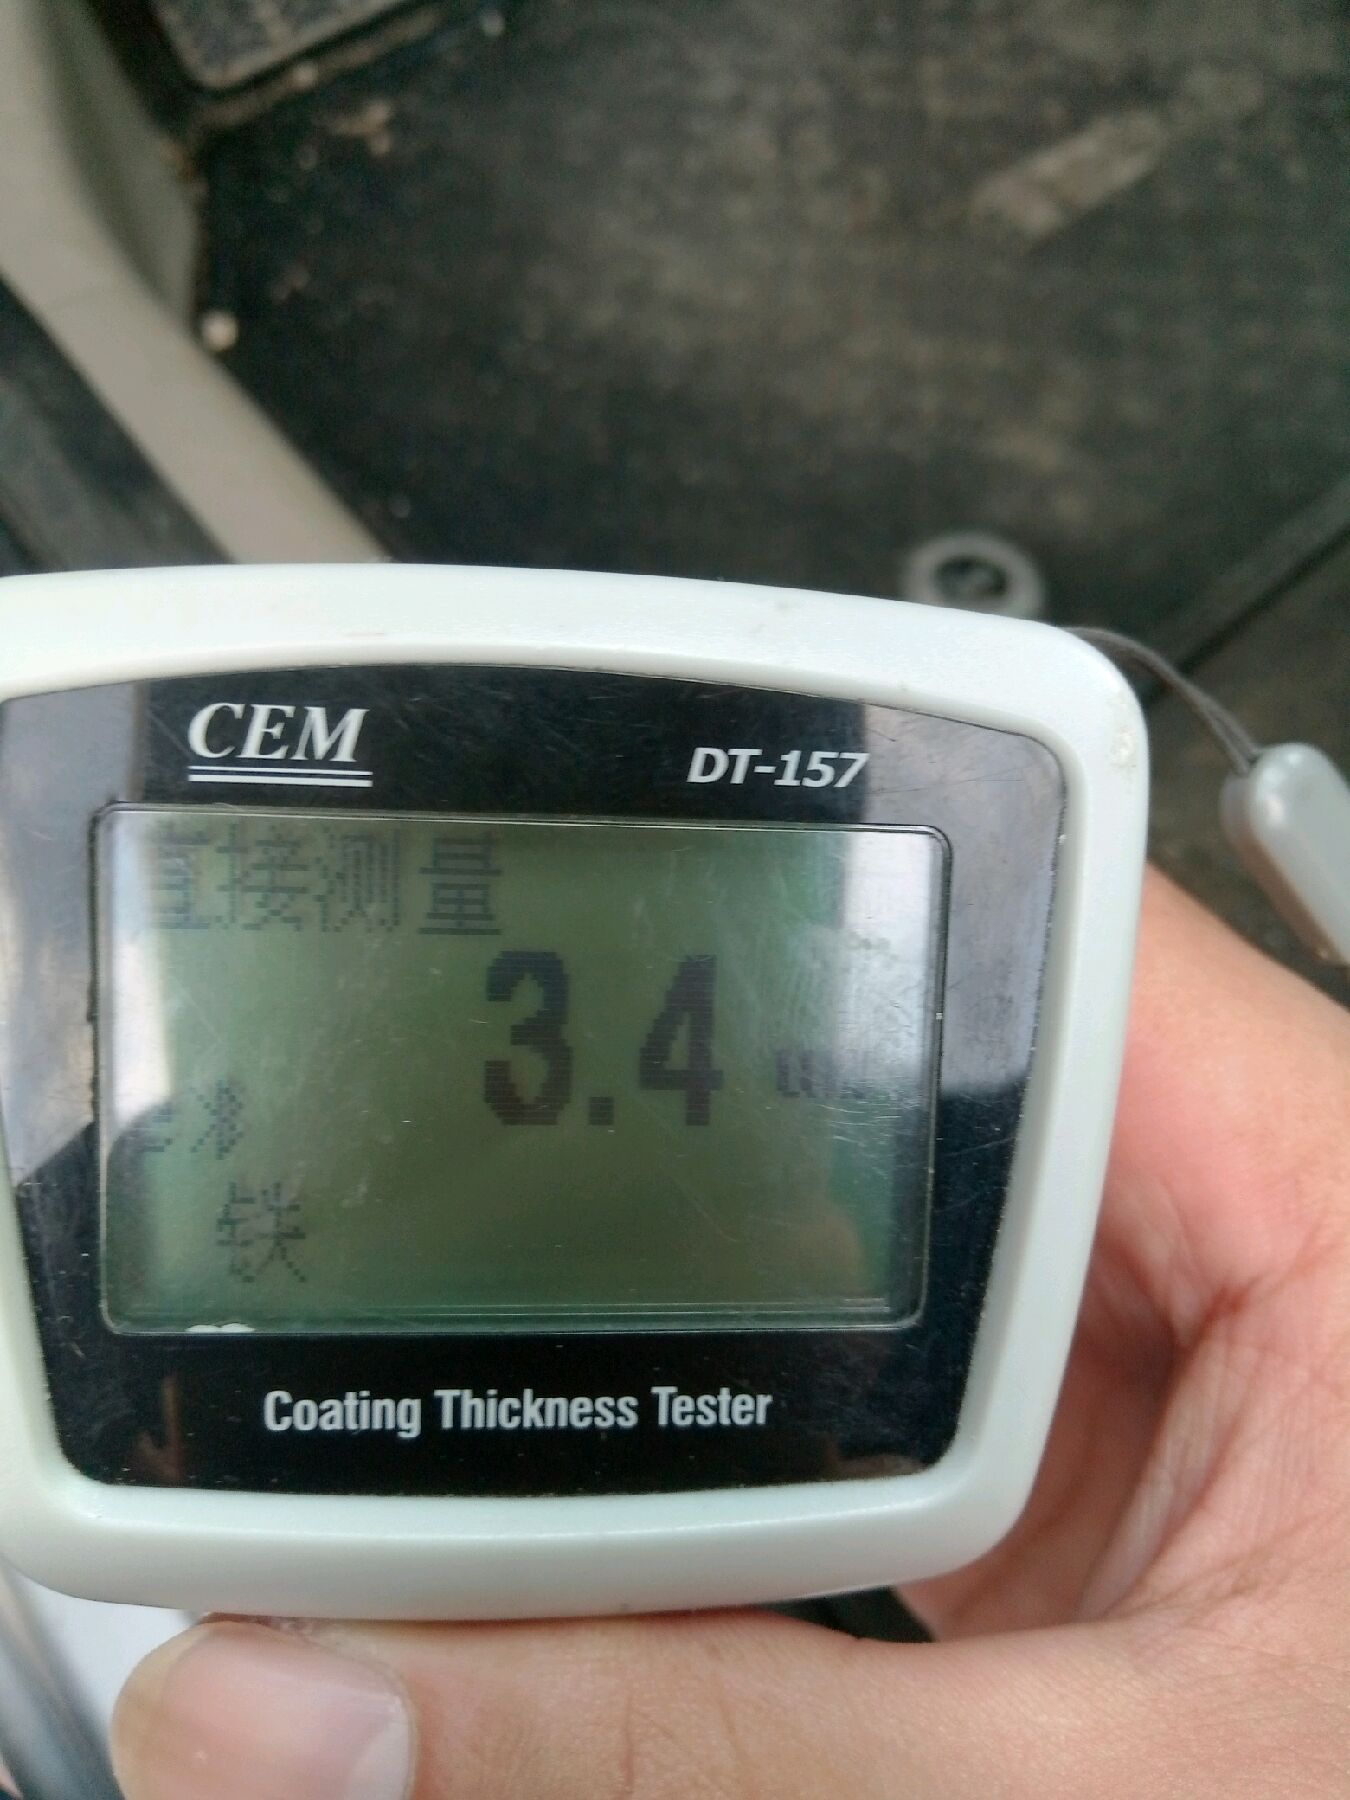 CEM
DT-157
直接测量
3.4
铁
Coating Thickness Tester